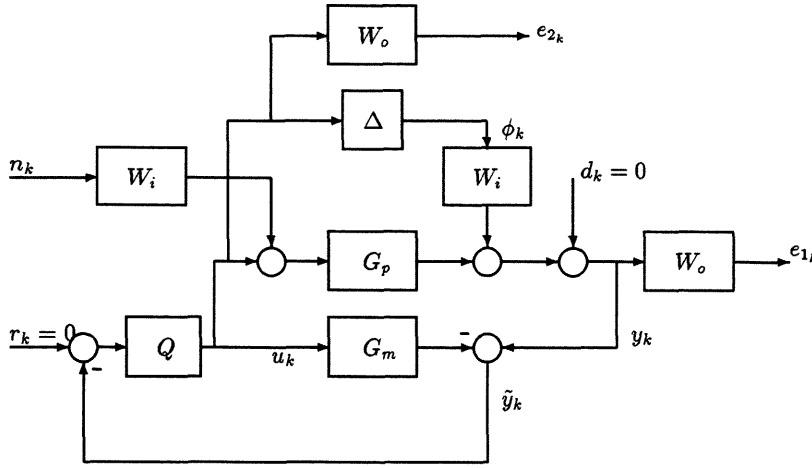 W_o
e_{2_k}
Δ
φ_k
n_k
W_i
W_i
d_k = 0
G_p
W_o
e_{1_k}
r_k = 0
-
Q
u_k
G_m
-
y_k
ỹ_k